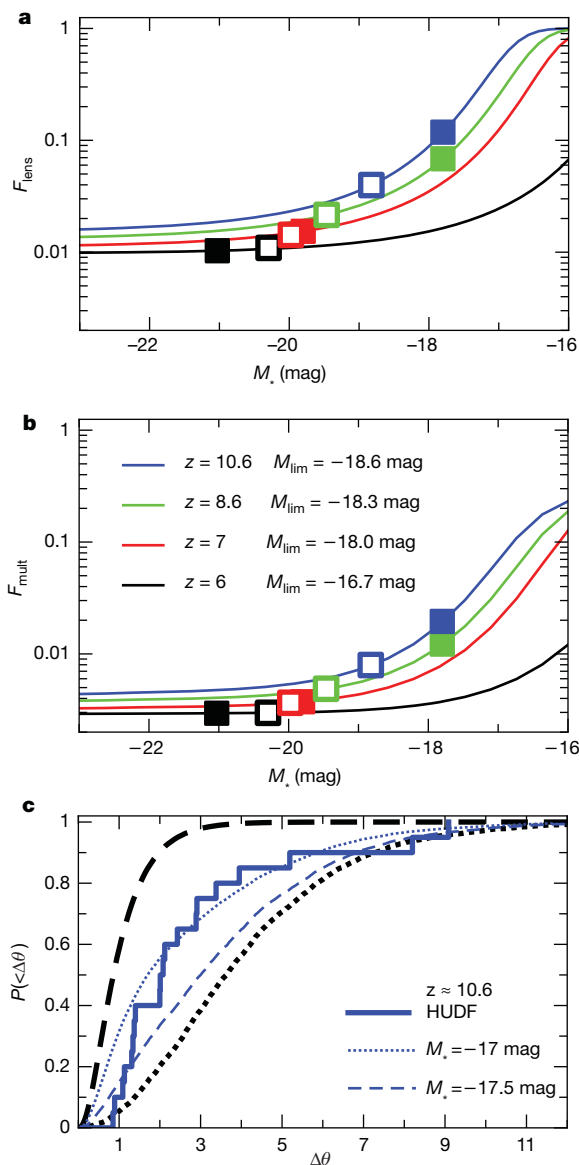 a
1
0.1
0.01
F_lens
−22 −20 −18 −16
M_* (mag)
b
1
0.1
0.01
F_mult
z = 10.6 M_lim = −18.6 mag
z = 8.6 M_lim = −18.3 mag
z = 7 M_lim = −18.0 mag
z = 6 M_lim = −16.7 mag
−22 −20 −18 −16
M_* (mag)
c
1
0.8
0.6
0.4
0.2
0
P(<Δθ)
z ≈ 10.6
HUDF
M_* = −17 mag
M_* = −17.5 mag
1 3 5 7 9 11
Δθ